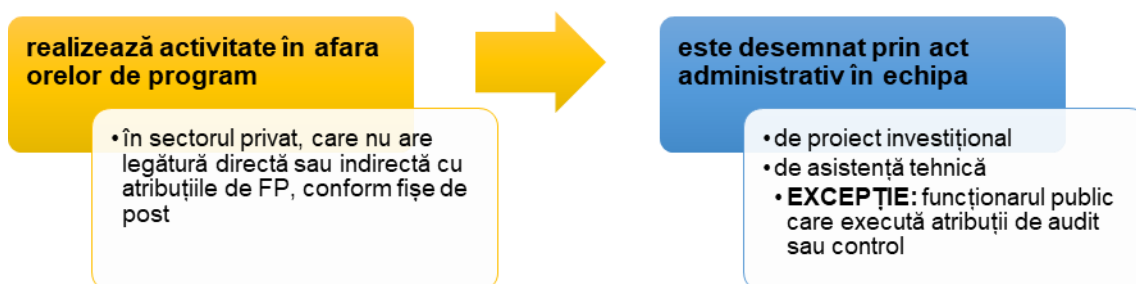 realizează activitate în afara
orelor de program
• în sectorul privat, care nu are
legătură directă sau indirectă cu
atribuțiile de FP, conform fișe de
post
este desemnat prin act
administrativ în echipa
• de proiect investițional
• de asistență tehnică
• EXCEPȚIE: funcționarul public
care execută atribuții de audit
sau control